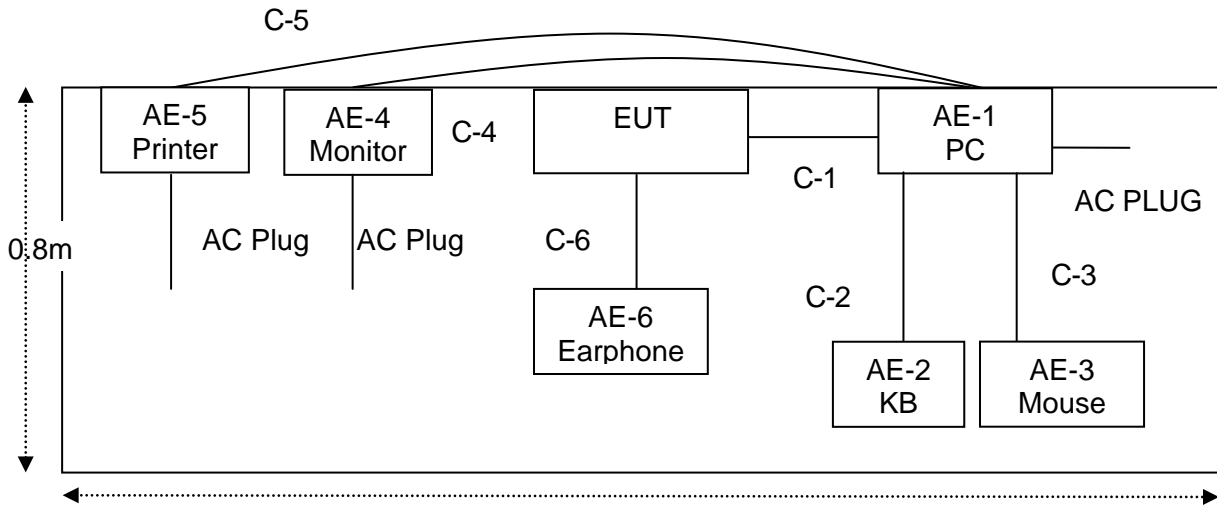 C-5
AE-5
Printer
AE-4
Monitor
C-4
EUT
AE-1
PC
C-1
AC PLUG
0.8m
AC Plug
AC Plug
C-6
C-2
C-3
AE-6
Earphone
AE-2
KB
AE-3
Mouse